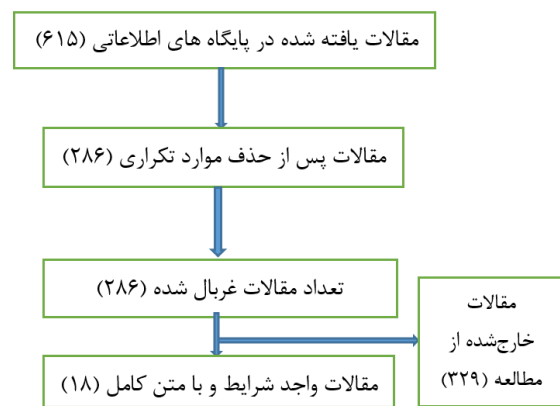 مقالات یافته شده در پایگاه های اطلاعاتی (۶۱۵)
مقالات پس از حذف موارد تکراری (۲۸۶)
تعداد مقالات غربال شده (۲۸۶)
مقالات
خارج‌شده از
مطالعه (۳۲۹)
مقالات واجد شرایط و با متن کامل (۱۸)